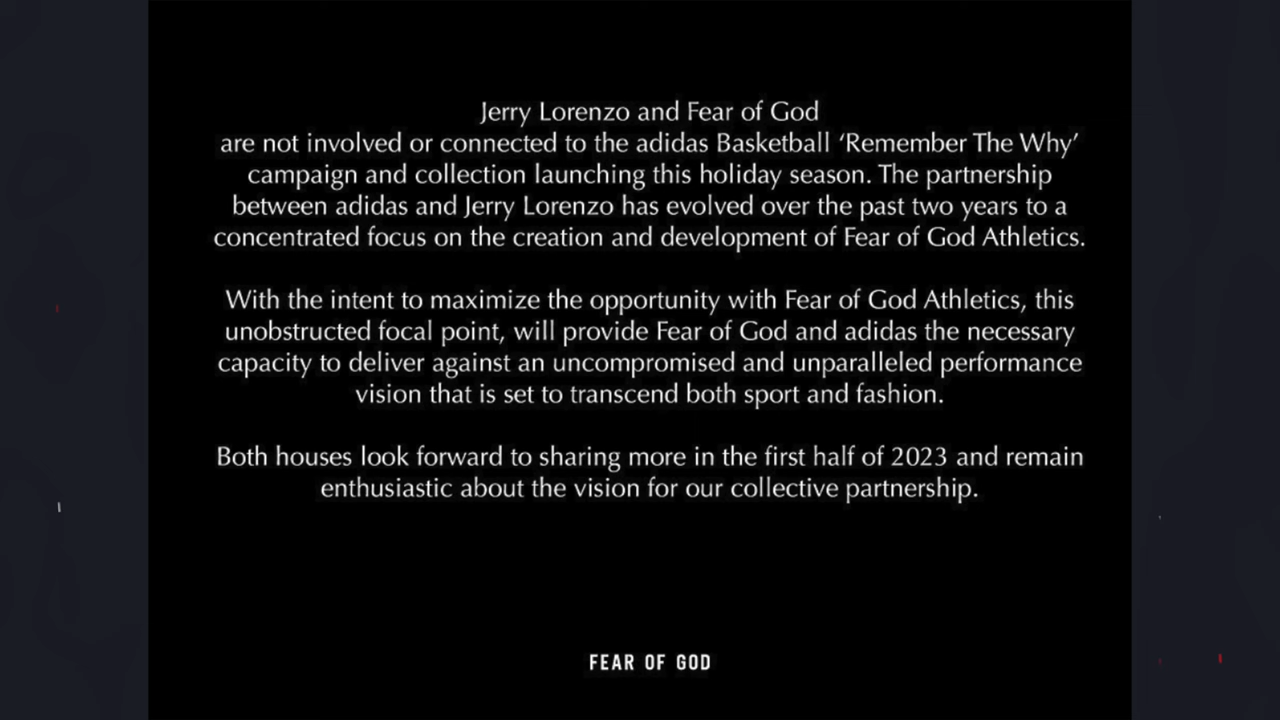 Jerry Lorenzo and Fear of God
are not involved or connected to the adidas Basketball ‘Remember The Why’
campaign and collection launching this holiday season. The partnership
between adidas and Jerry Lorenzo has evolved over the past two years to a
concentrated focus on the creation and development of Fear of God Athletics.
With the intent to maximize the opportunity with Fear of God Athletics, this
unobstructed focal point, will provide Fear of God and adidas the necessary
capacity to deliver against an uncompromised and unparalleled performance
vision that is set to transcend both sport and fashion.
Both houses look forward to sharing more in the first half of 2023 and remain
enthusiastic about the vision for our collective partnership.
FEAR OF GOD